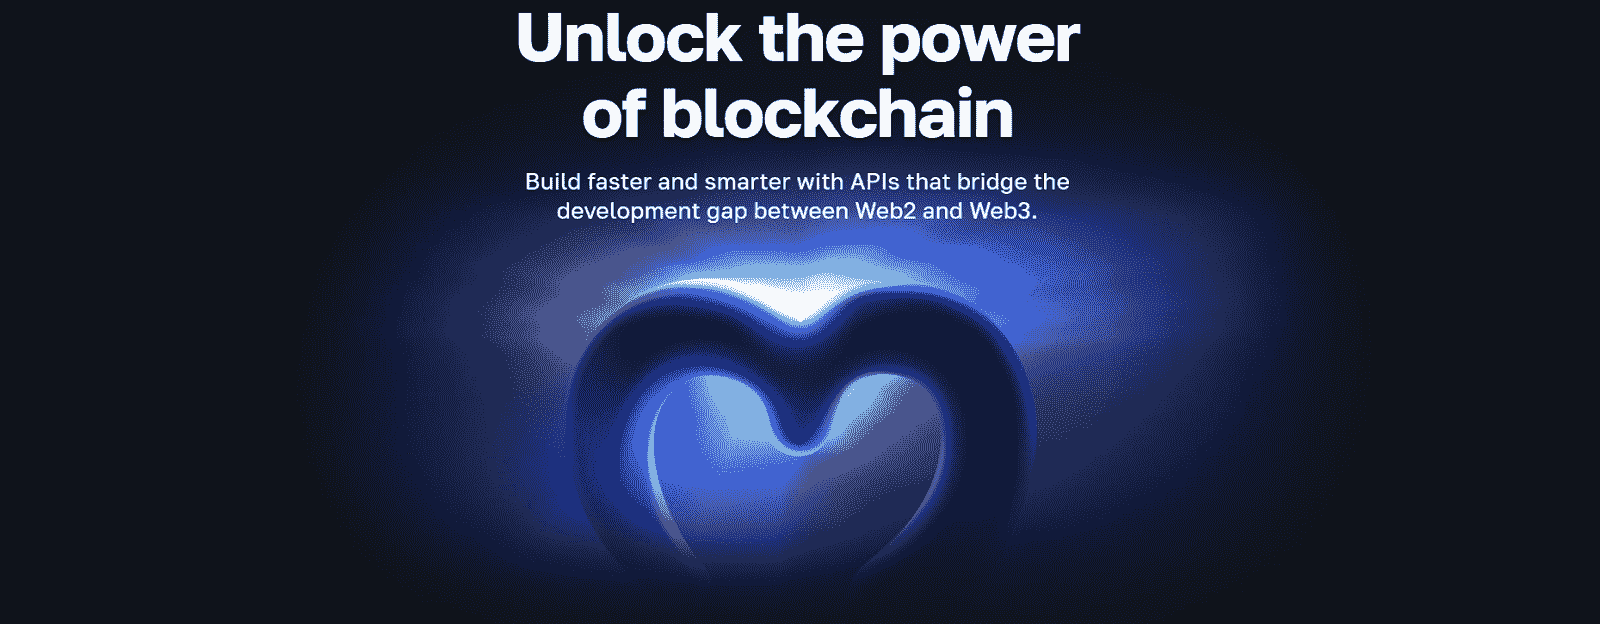 Unlock the power
of blockchain
Build faster and smarter with APIs that bridge the
development gap between Web2 and Web3.